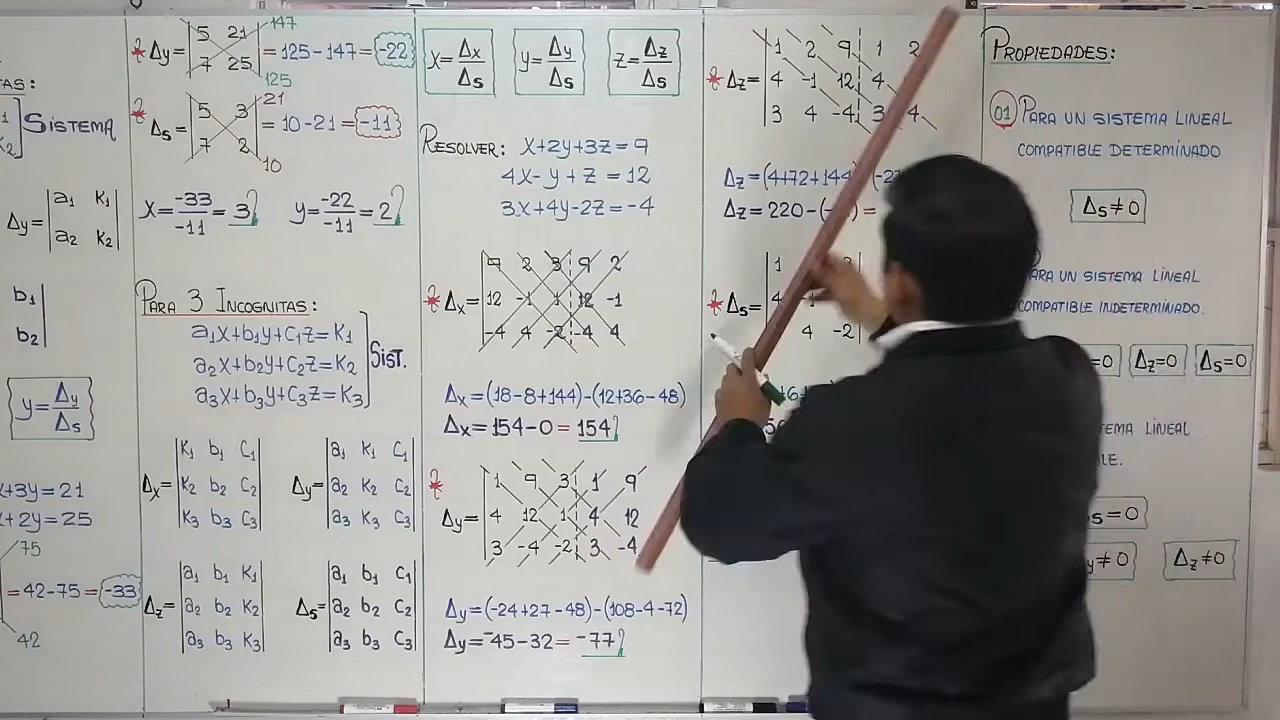 TAS:
1
K2
SISTEMA
Δy= a1 K1
a2 K2
b1
b2
y= Δy
Δs
x+3y=21
x+2y=25
75
=42-75=-33
42
* Δy= 5 21 147
7 25 =125-147=-22
125
* Δs= 5 3 21
7 2 =10-21=-11
10
X= -33 =3 y= -22 =2
-11 -11
PARA 3 INCOGNITAS:
a1x+b1y+c1z=K1
a2x+b2y+c2z=K2 SIST.
a3x+b3y+c3z=K3
Δx= K1 b1 C1
K2 b2 C2
K3 b3 C3
Δy= a1 K1 C1
a2 K2 C2
a3 K3 C3
Δz= a1 b1 K1
a2 b2 K2
a3 b3 K3
Δs= a1 b1 C1
a2 b2 C2
a3 b3 C3
X= Δx y= Δy z= Δz
Δs Δs Δs
RESOLVER: X+2y+3z=9
4X-y+z=12
3X+4y-2z=-4
* Δx= 9 2 3 9 2
12 -1 1 12 -1
-4 4 -2 -4 4
Δx=(18-8+144)-(12+36-48)
Δx=154-0=154
* Δy= 1 9 3 1 9
4 12 1 4 12
3 -4 -2 3 -4
Δy=(-24+27-48)-(108-4-72)
Δy=-45-32=-77
* Δz= 1 2 9 1 2
4 -1 12 4
3 4 -4 3 4
Δz=(4+72+144
Δz=220-(
* Δs= 1
4 -1
4 -2
PROPIEDADES:
01 PARA UN SISTEMA LINEAL
COMPATIBLE DETERMINADO
Δs≠0
ARA UN SISTEMA LINEAL
COMPATIBLE INDETERMINADO.
=0 Δz=0 Δs=0
TEMA LINEAL
LE.
s=0
y≠0 Δz≠0